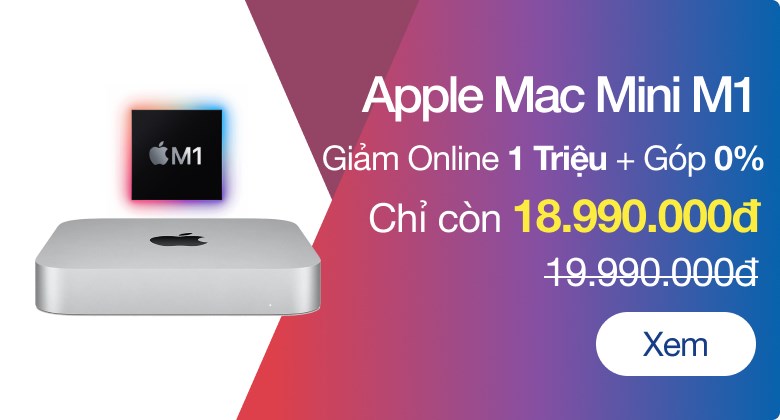 Apple Mac Mini M1
Giảm Online 1 Triệu + Góp 0%
Chỉ còn 18.990.000đ
19.990.000đ
Xem
M1